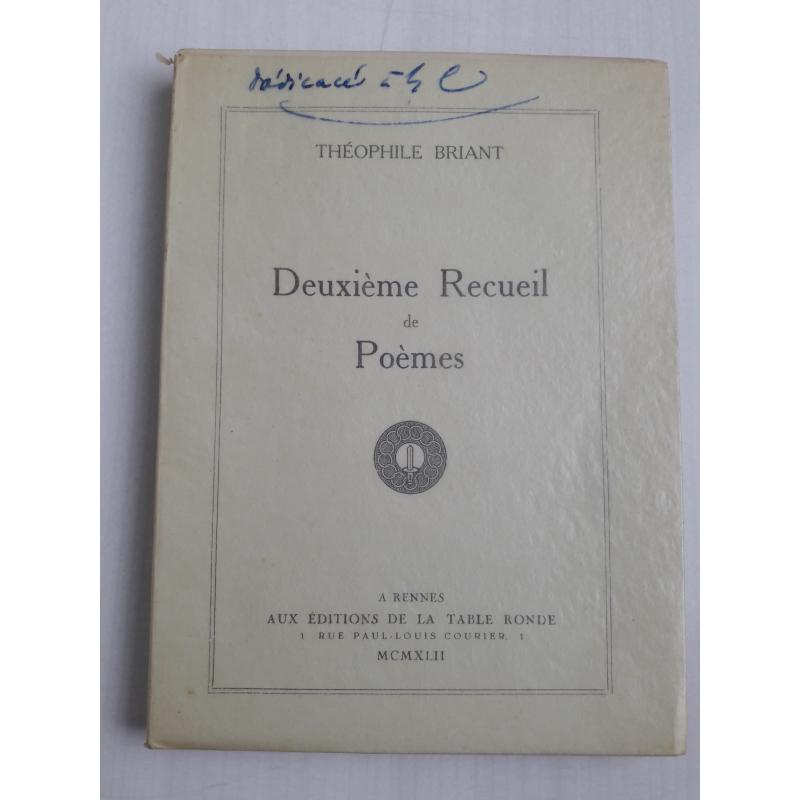 dédicacé à
THÉOPHILE BRIANT
Deuxième Recueil
de
Poèmes
A RENNES
AUX ÉDITIONS DE LA TABLE RONDE
1 RUE PAUL-LOUIS COURIER, 1
MCMXLII